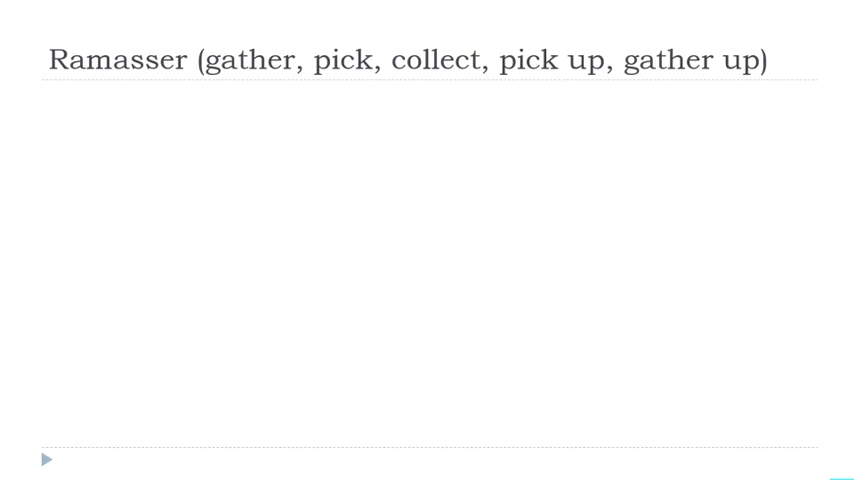 Ramasser (gather, pick, collect, pick up, gather up)